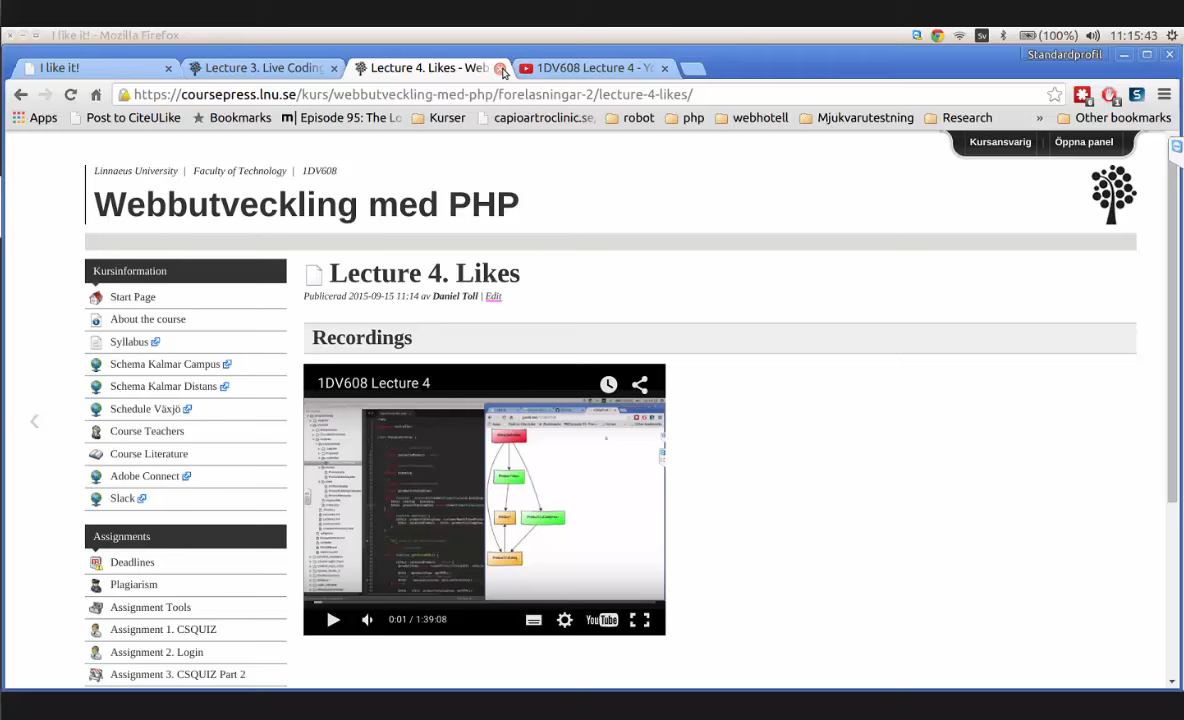 I like it! - Mozilla Firefox
Sv (100%) 11:15:43
Standardprofil
I like it!
Lecture 3. Live Coding
Lecture 4. Likes - Web
1DV608 Lecture 4 - Yo
https://coursepress.lnu.se/kurs/webbutveckling-med-php/forelasningar-2/lecture-4-likes/
Apps Post to CiteULike Bookmarks Episode 95: The Lo Kurser capioartroclinic.se, robot php webhotell Mjukvarutestning Research » Other bookmarks
Kursansvarig Öppna panel
Linnaeus University | Faculty of Technology | 1DV608
Webbutveckling med PHP
Kursinformation
Start Page
About the course
Syllabus
Schema Kalmar Campus
Schema Kalmar Distans
Schedule Växjö
Course Teachers
Course Literature
Adobe Connect
Slack
Assignments
Deadlines
Plagiarism
Assignment Tools
Assignment 1. CSQUIZ
Assignment 2. Login
Assignment 3. CSQUIZ Part 2
Lecture 4. Likes
Publicerad 2015-09-15 11:14 av Daniel Toll | Edit
Recordings
1DV608 Lecture 4
0:01 / 1:39:08
YouTube